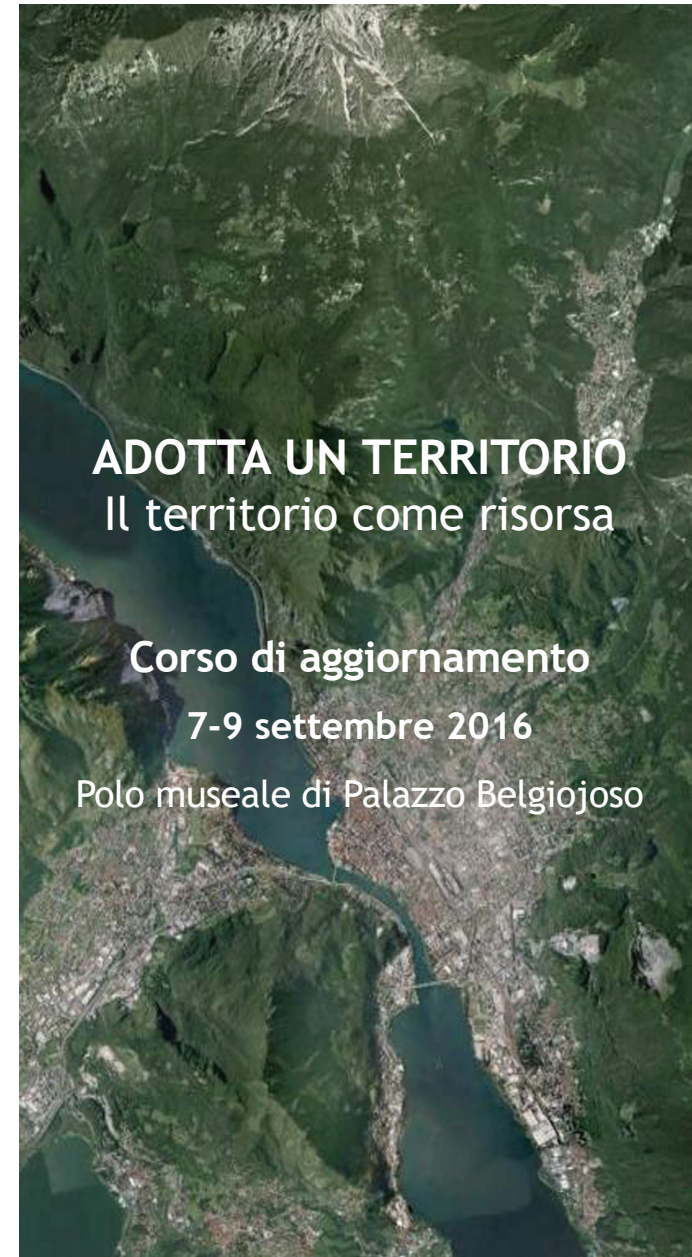 ADOTTA UN TERRITORIO
Il territorio come risorsa
Corso di aggiornamento
7-9 settembre 2016
Polo museale di Palazzo Belgiojoso